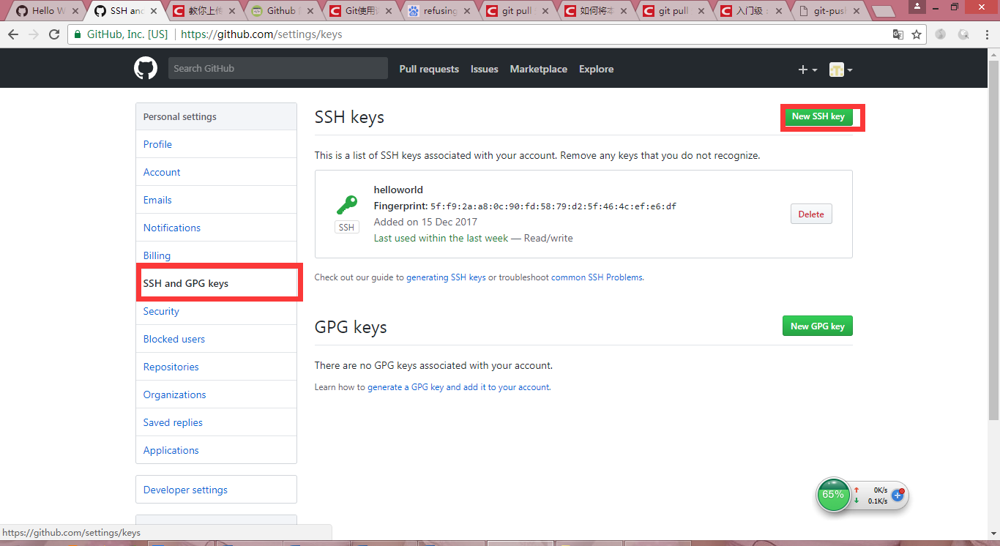 Hello W
SSH and
教你上传
Github
Git使用
refusing
git pull
如何将本
git pull
入门级
git-push
GitHub, Inc. [US]
https://github.com/settings/keys
Search GitHub
Pull requests
Issues
Marketplace
Explore
Personal settings
Profile
Account
Emails
Notifications
Billing
SSH and GPG keys
Security
Blocked users
Repositories
Organizations
Saved replies
Applications
Developer settings
SSH keys
New SSH key
This is a list of SSH keys associated with your account. Remove any keys that you do not recognize.
helloworld
Fingerprint: 5f:f9:2a:a8:0c:90:fd:58:79:d2:5f:46:4c:ef:e6:df
SSH
Added on 15 Dec 2017
Last used within the last week — Read/write
Delete
Check out our guide to generating SSH keys or troubleshoot common SSH Problems.
GPG keys
New GPG key
There are no GPG keys associated with your account.
Learn how to generate a GPG key and add it to your account.
65%
0K/s
0.1K/s
https://github.com/settings/keys